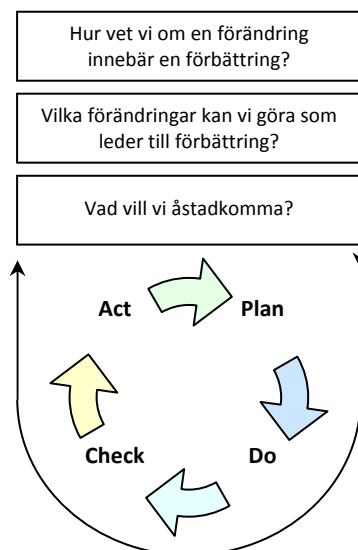 Hur vet vi om en förändring
innebär en förbättring?
Vilka förändringar kan vi göra som
leder till förbättring?
Vad vill vi åstadkomma?
Act
Plan
Check
Do